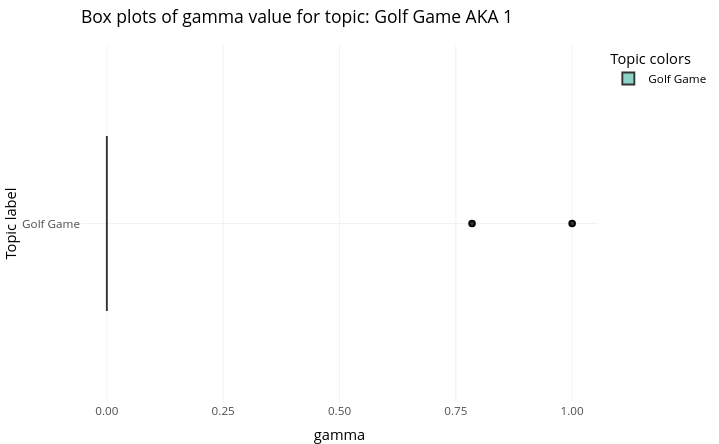 Box plots of gamma value for topic: Golf Game AKA 1
Topic colors
Golf Game
Topic label
Golf Game
0.00 0.25 0.50 0.75 1.00
gamma